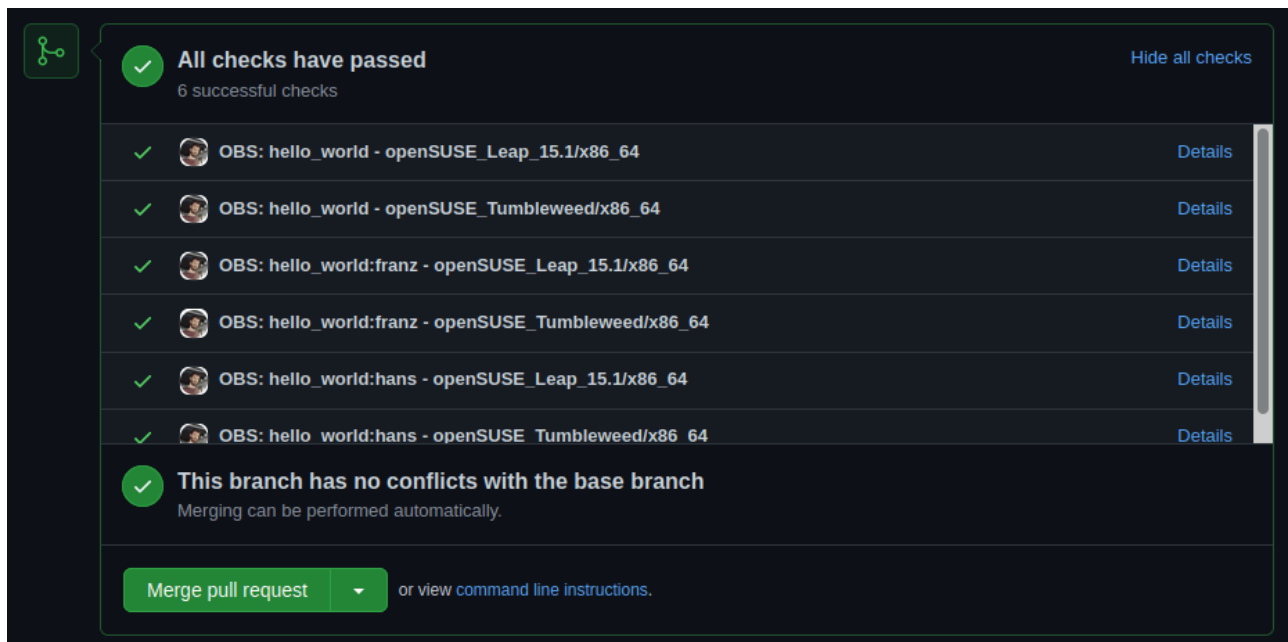 All checks have passed
Hide all checks
6 successful checks
OBS: hello_world - openSUSE_Leap_15.1/x86_64
Details
OBS: hello_world - openSUSE_Tumbleweed/x86_64
Details
OBS: hello_world:franz - openSUSE_Leap_15.1/x86_64
Details
OBS: hello_world:franz - openSUSE_Tumbleweed/x86_64
Details
OBS: hello_world:hans - openSUSE_Leap_15.1/x86_64
Details
OBS: hello_world:hans - openSUSE_Tumbleweed/x86_64
Details
This branch has no conflicts with the base branch
Merging can be performed automatically.
Merge pull request
or view command line instructions.